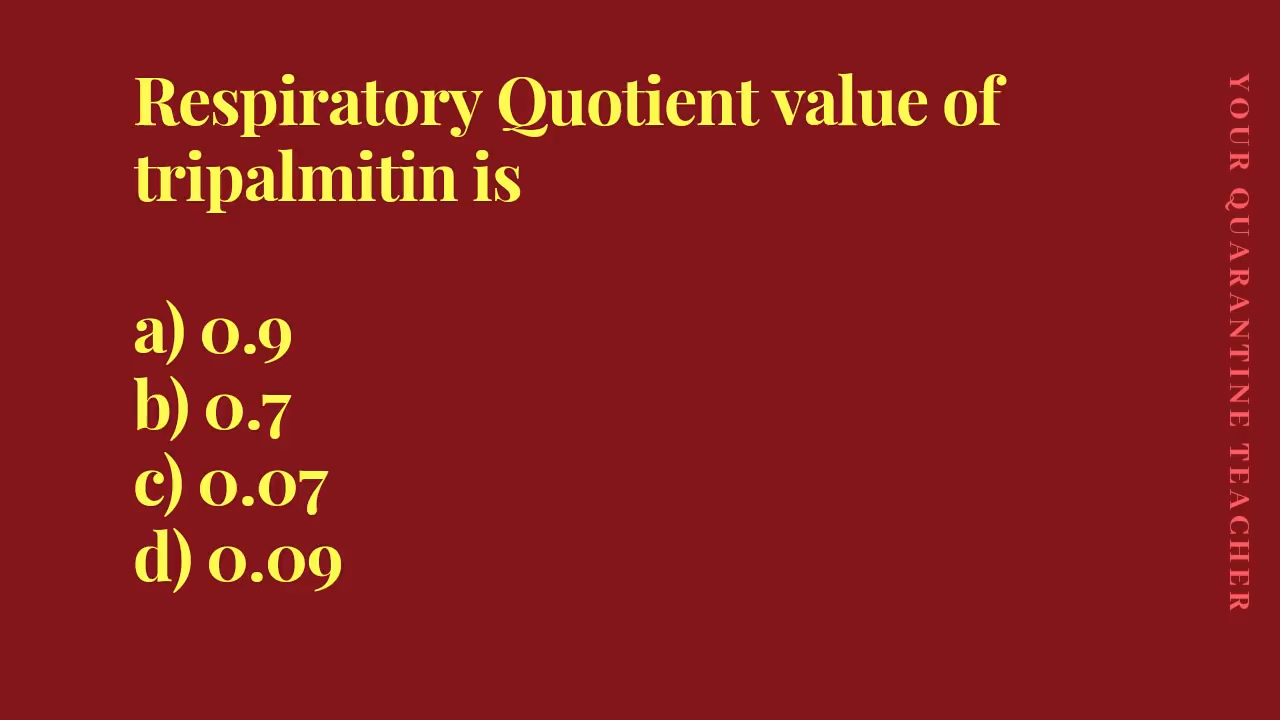 Respiratory Quotient value of
tripalmitin is
a) 0.9
b) 0.7
c) 0.07
d) 0.09
YOUR QUARANTINE TEACHER